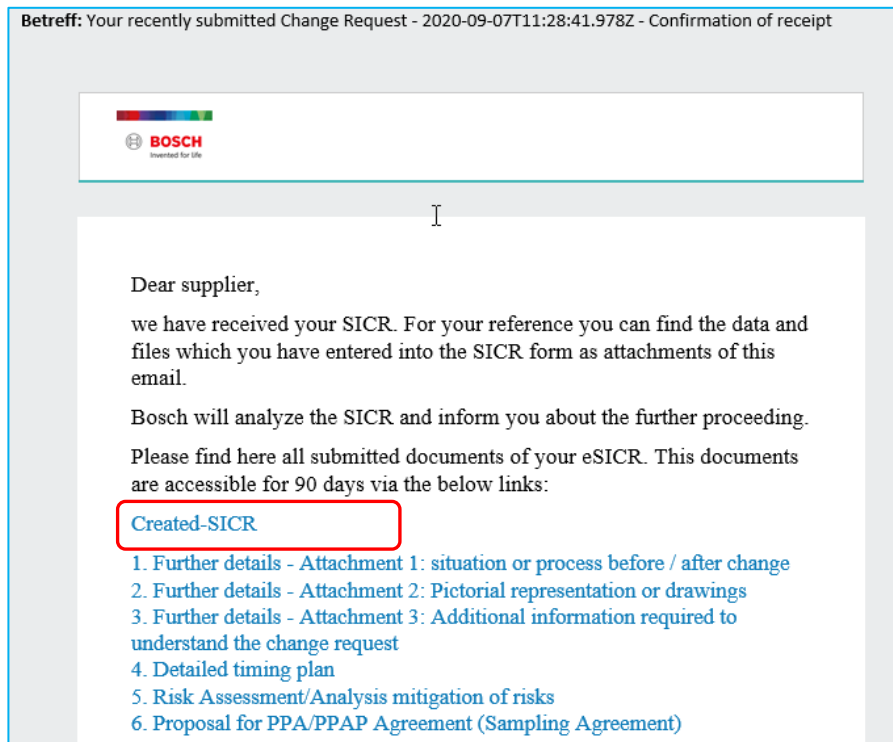 Betreff: Your recently submitted Change Request - 2020-09-07T11:28:41.978Z - Confirmation of receipt
BOSCH
Invented for life
Dear supplier,
we have received your SICR. For your reference you can find the data and
files which you have entered into the SICR form as attachments of this
email.
Bosch will analyze the SICR and inform you about the further proceeding.
Please find here all submitted documents of your eSICR. This documents
are accessible for 90 days via the below links:
Created-SICR
1. Further details - Attachment 1: situation or process before / after change
2. Further details - Attachment 2: Pictorial representation or drawings
3. Further details - Attachment 3: Additional information required to
understand the change request
4. Detailed timing plan
5. Risk Assessment/Analysis mitigation of risks
6. Proposal for PPA/PPAP Agreement (Sampling Agreement)